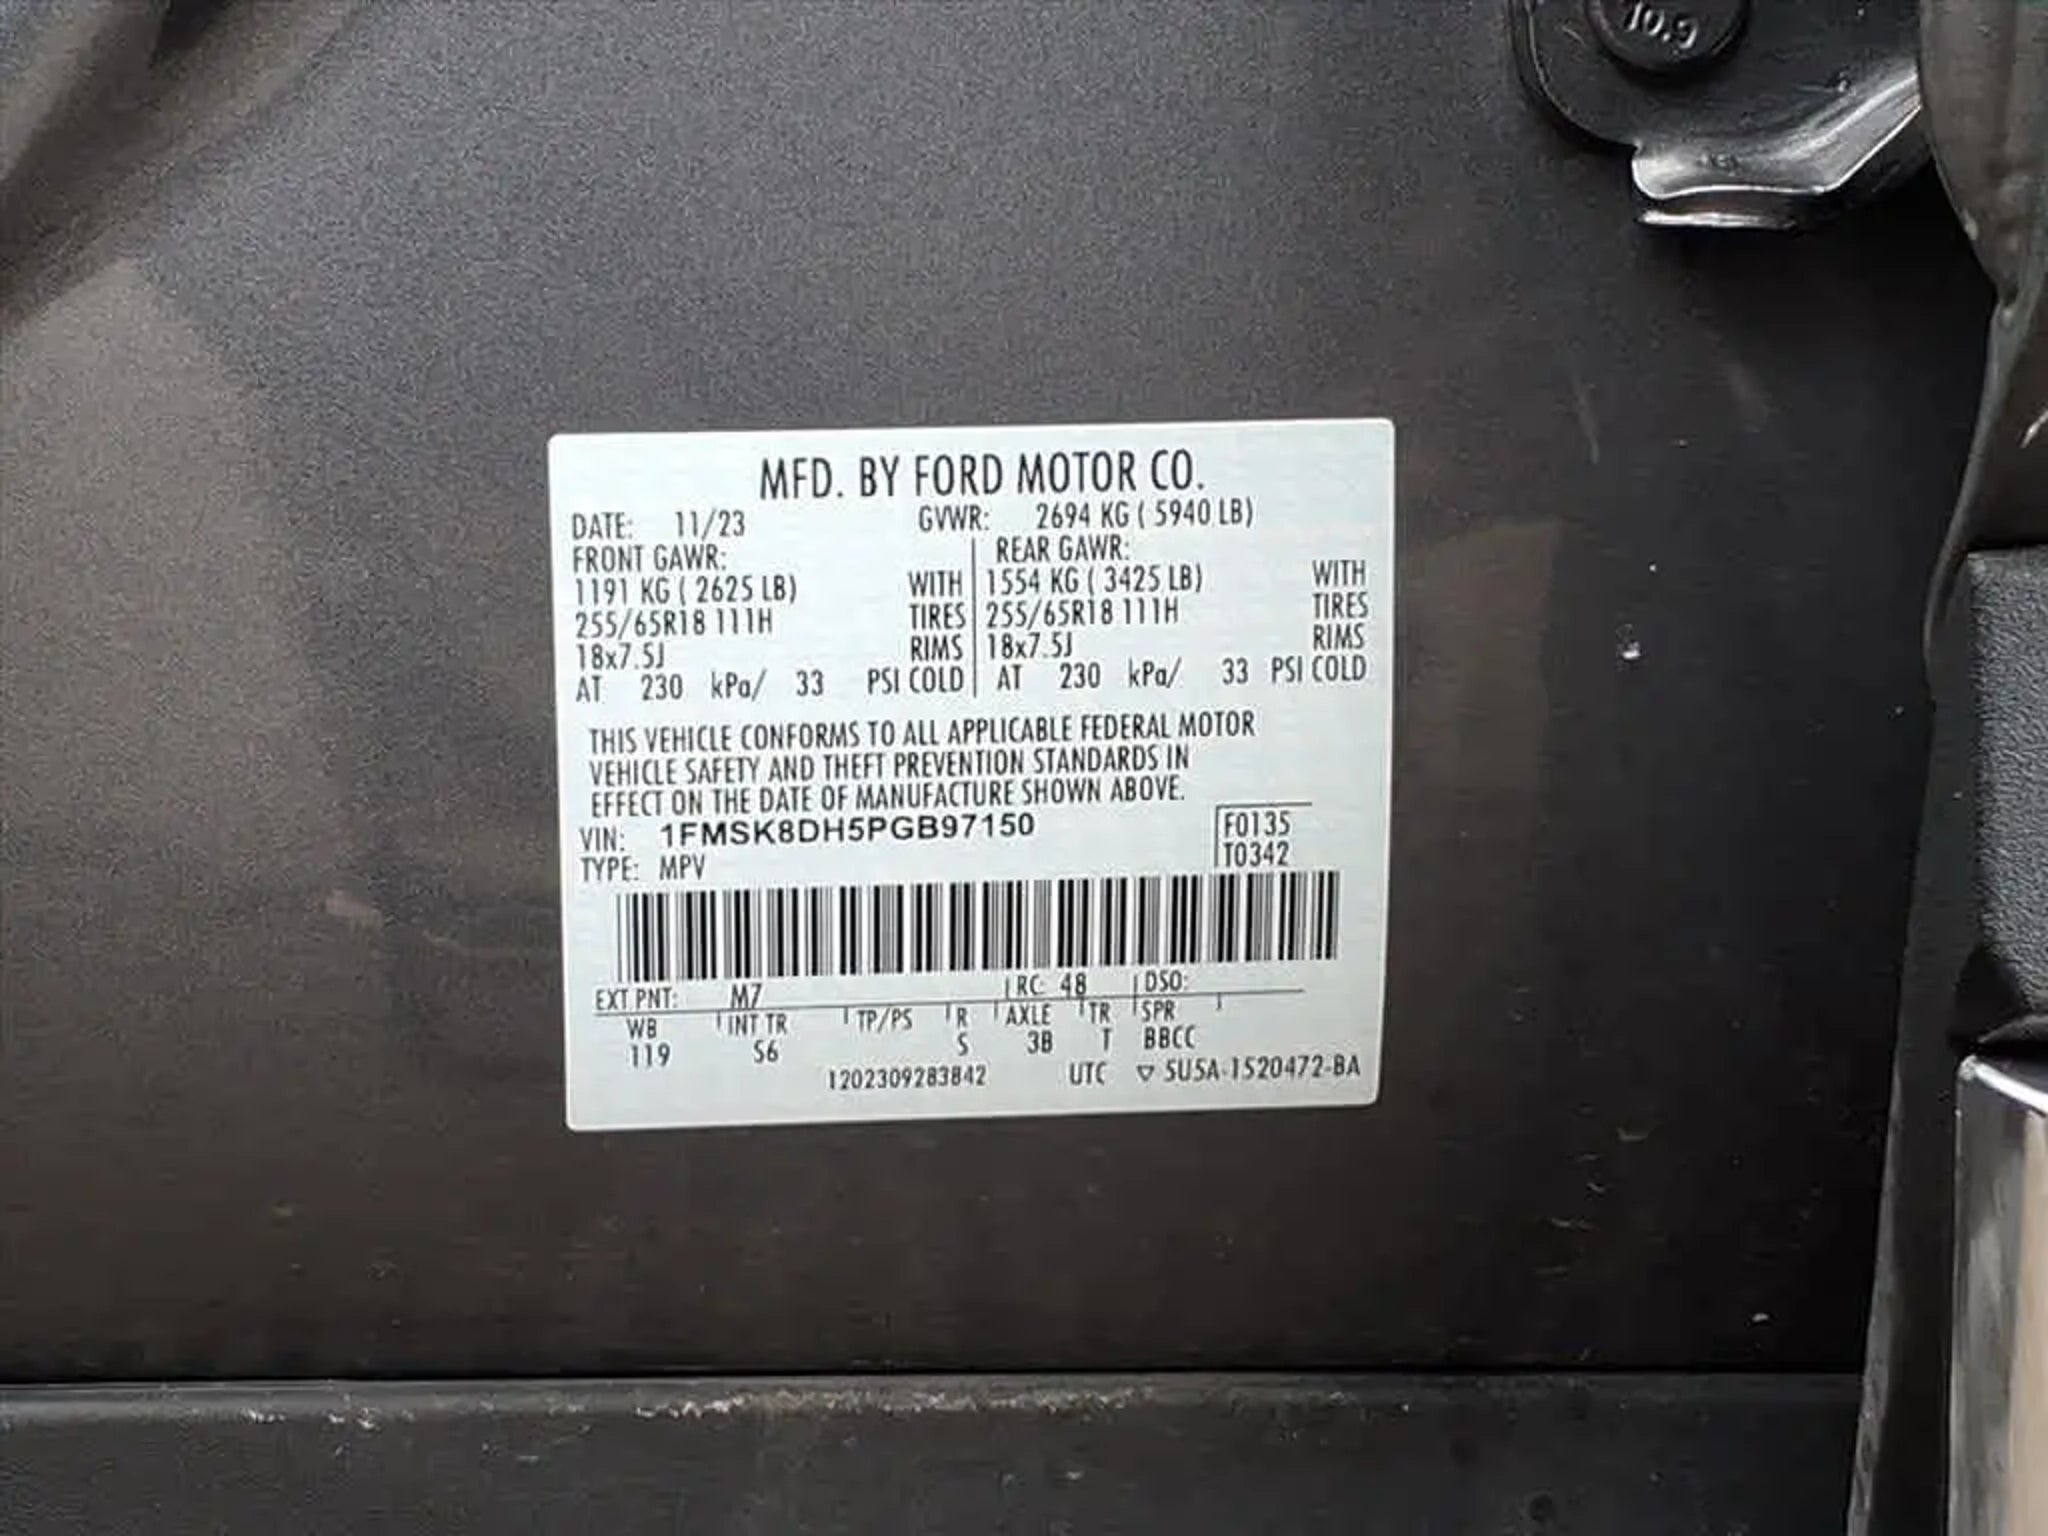 10.9
MFD. BY FORD MOTOR CO.
DATE: 11/23 GVWR: 2694 KG ( 5940 LB)
FRONT GAWR: REAR GAWR:
1191 KG ( 2625 LB) WITH 1554 KG ( 3425 LB) WITH
255/65R18 111H TIRES 255/65R18 111H TIRES
18x7.5J RIMS 18x7.5J RIMS
AT 230 kPa/ 33 PSI COLD AT 230 kPa/ 33 PSI COLD
THIS VEHICLE CONFORMS TO ALL APPLICABLE FEDERAL MOTOR
VEHICLE SAFETY AND THEFT PREVENTION STANDARDS IN
EFFECT ON THE DATE OF MANUFACTURE SHOWN ABOVE.
VIN: 1FMSK8DH5PGB97150 F0135
TYPE: MPV T0342
EXT PNT: M7 RC: 48 DSO:
WB INT TR TP/PS R AXLE TR SPR
119 S6 S 3B T BBCC
1202309283842 UTC ▽ 5U5A-1520472-BA